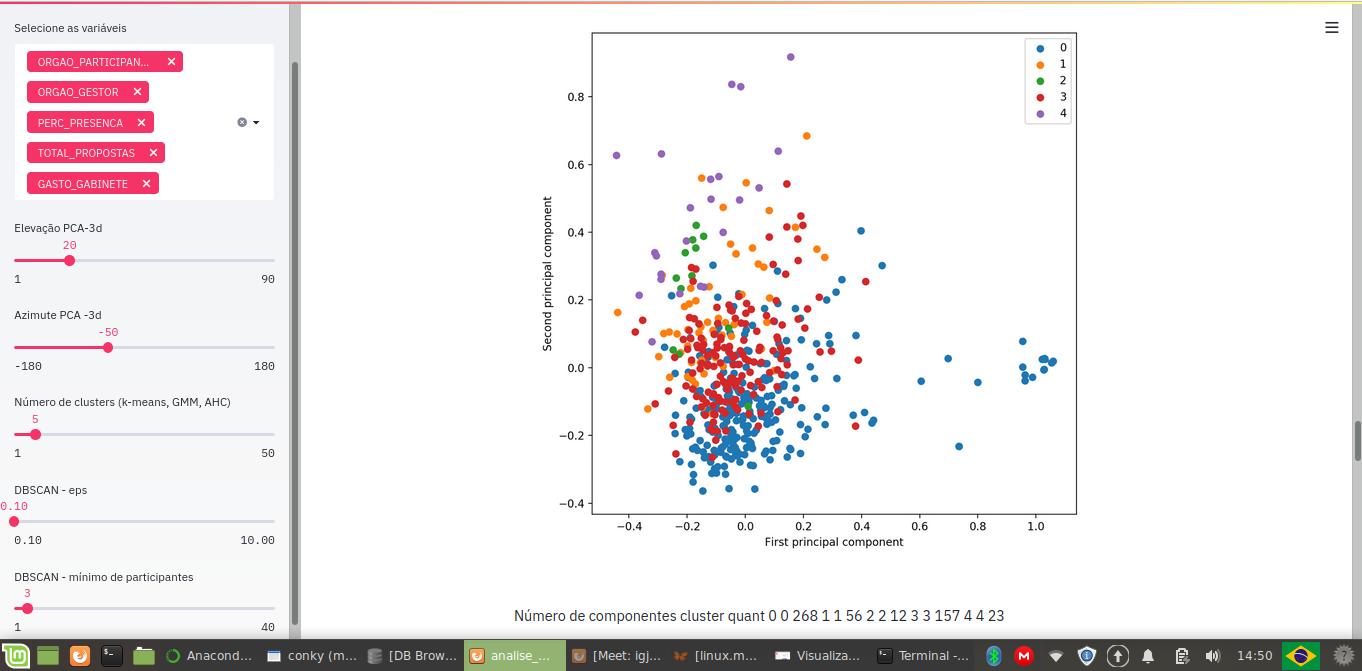 Selecione as variáveis
ORGAO_PARTICIPAN...
ORGAO_GESTOR
PERC_PRESENCA
TOTAL_PROPOSTAS
GASTO_GABINETE
Elevação PCA-3d
20
1 90
Azimute PCA -3d
-50
-180 180
Número de clusters (k-means, GMM, AHC)
5
1 50
DBSCAN - eps
0.10
0.10 10.00
DBSCAN - mínimo de participantes
3
1 40
0
1
2
3
4
Second principal component
0.8
0.6
0.4
0.2
0.0
−0.2
−0.4
−0.4 −0.2 0.0 0.2 0.4 0.6 0.8 1.0
First principal component
Número de componentes cluster quant 0 0 268 1 1 56 2 2 12 3 3 157 4 4 23
Anacond... conky (m... [DB Brow... analise_... [Meet: igj... [linux.m... Visualiza... Terminal -... 14:50